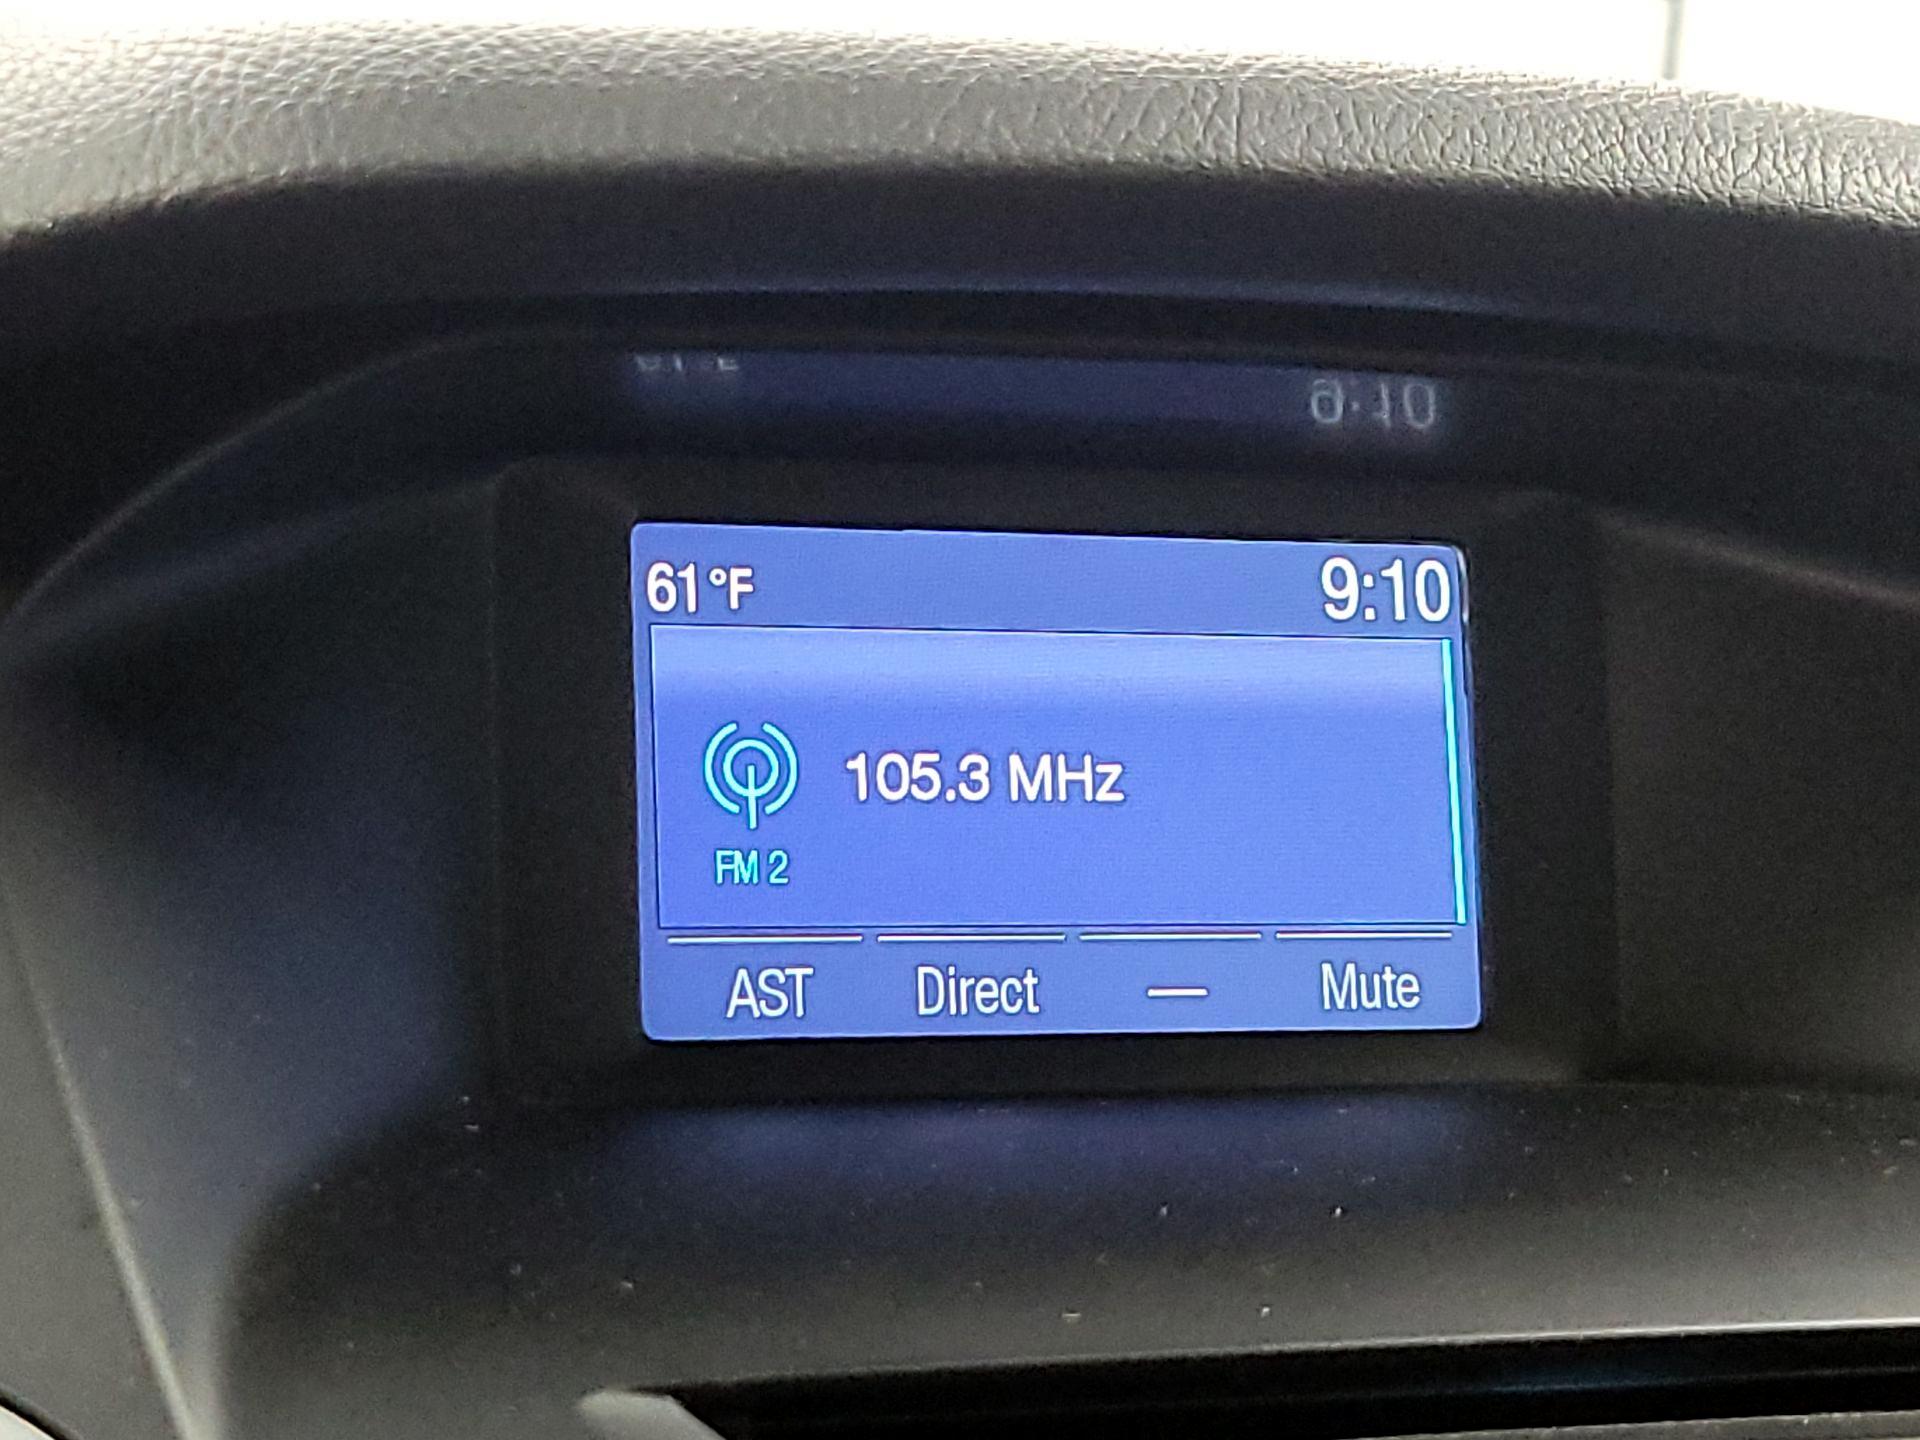 61 °F 9:10
105.3 MHz
FM 2
AST Direct — Mute